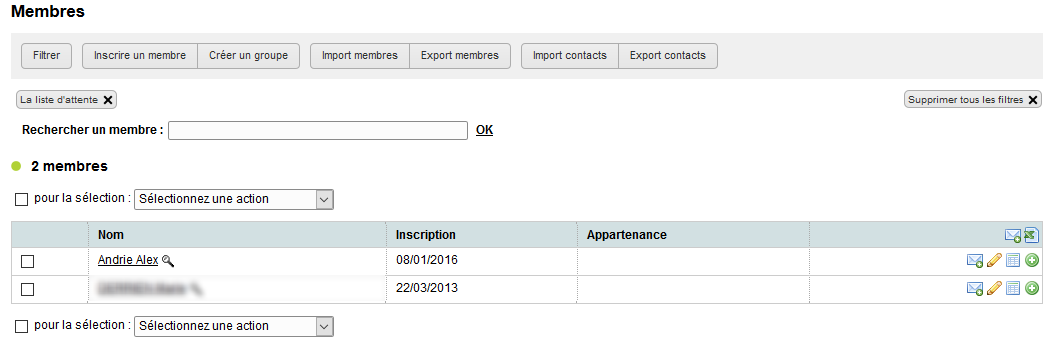 Membres
Filtrer Inscrire un membre Créer un groupe Import membres Export membres Import contacts Export contacts
La liste d'attente Supprimer tous les filtres
Rechercher un membre : OK
2 membres
pour la sélection : Sélectionnez une action
Nom Inscription Appartenance
Andrie Alex 08/01/2016
22/03/2013
pour la sélection : Sélectionnez une action